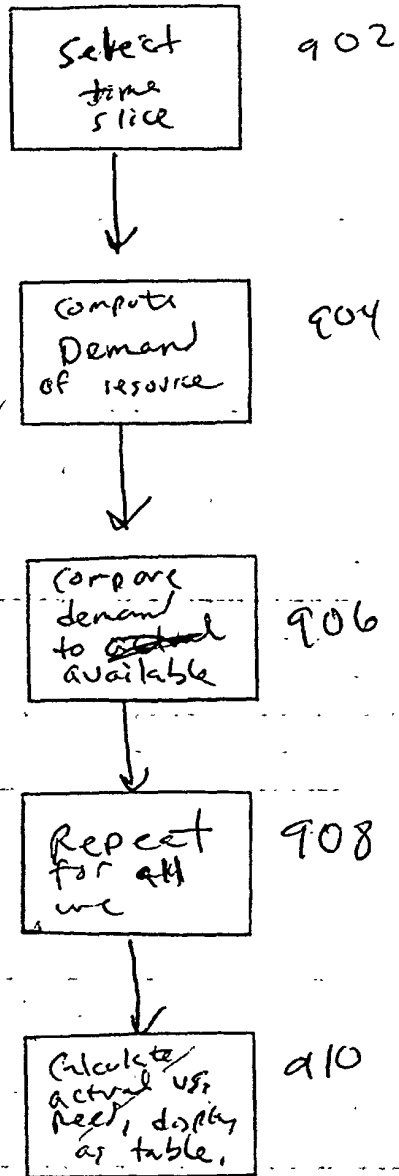 Select
time
slice
902
Compute
Demand
of resource
904
Compare
demand
to
available
906
Repeat
for all
908
Calculate
actual vs.
need, display
as table.
910